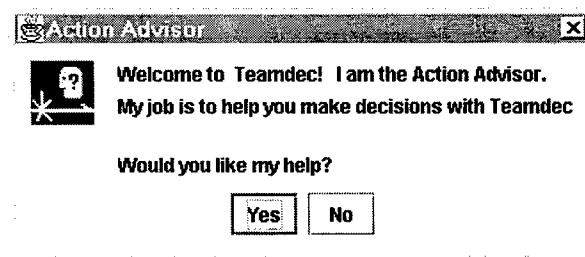 Action Advisor
Welcome to Teamdec! I am the Action Advisor.
My job is to help you make decisions with Teamdec
Would you like my help?
Yes No